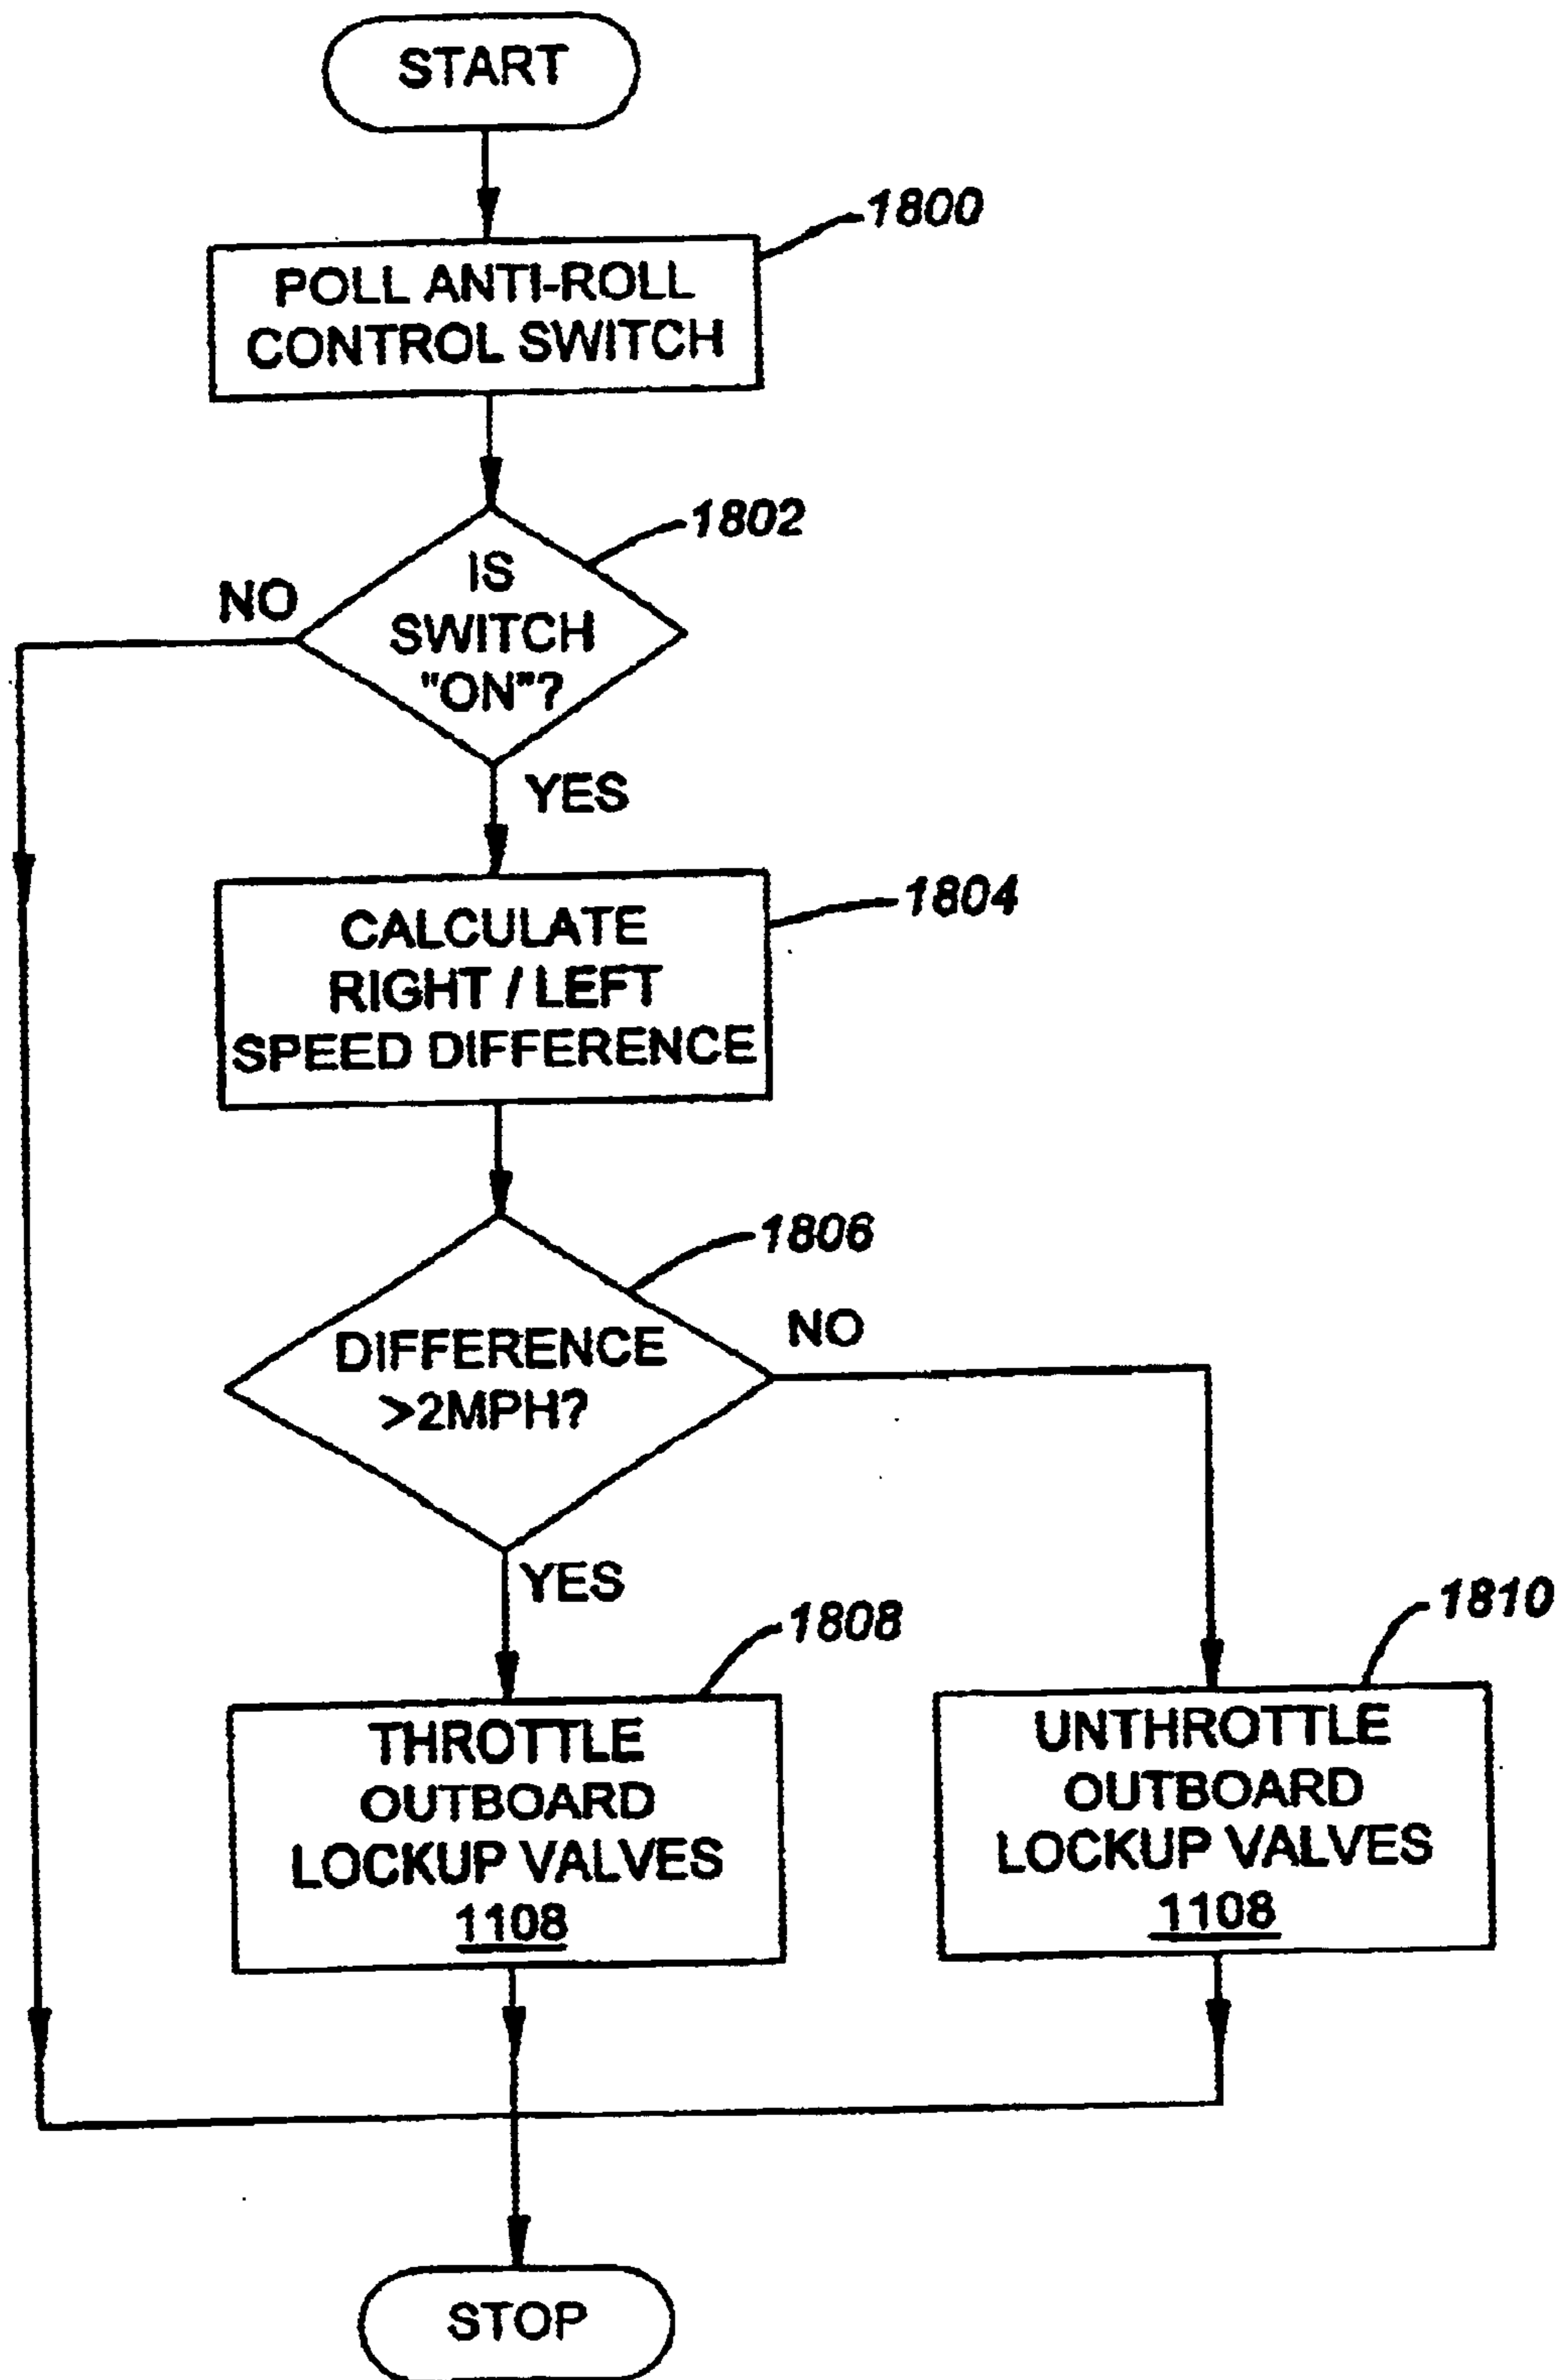 START
1800
POLL ANTI-ROLL
CONTROL SWITCH
1802
IS
SWITCH
"ON"?
NO
YES
1804
CALCULATE
RIGHT / LEFT
SPEED DIFFERENCE
1806
DIFFERENCE
>2MPH?
NO
YES
1808
THROTTLE
OUTBOARD
LOCKUP VALVES
1108
1810
UNTHROTTLE
OUTBOARD
LOCKUP VALVES
1108
STOP